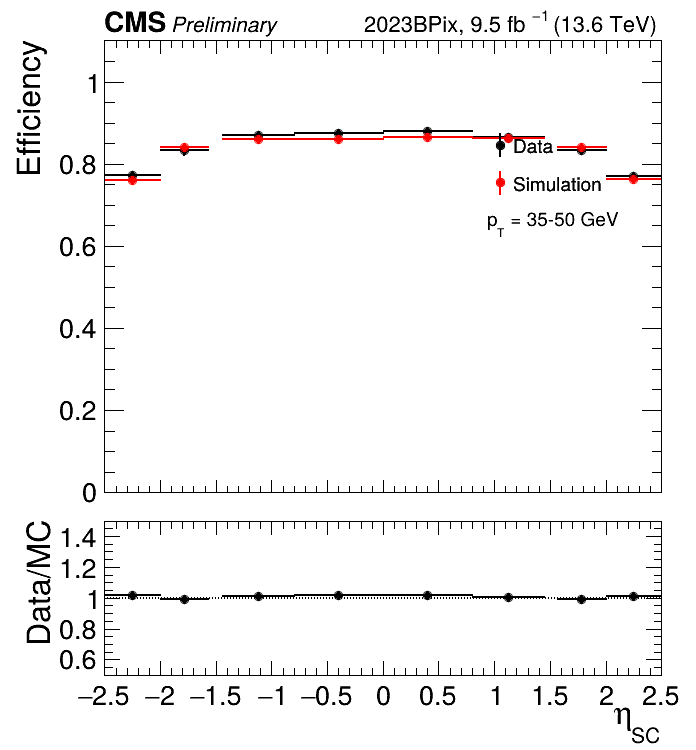 CMS Preliminary 2023BPix, 9.5 fb⁻¹ (13.6 TeV)
Efficiency
1
0.8
0.6
0.4
0.2
0
Data
Simulation
p_T = 35-50 GeV
Data/MC
1.4
1.2
1
0.8
0.6
−2.5 −2 −1.5 −1 −0.5 0 0.5 1 1.5 2 2.5
η_SC